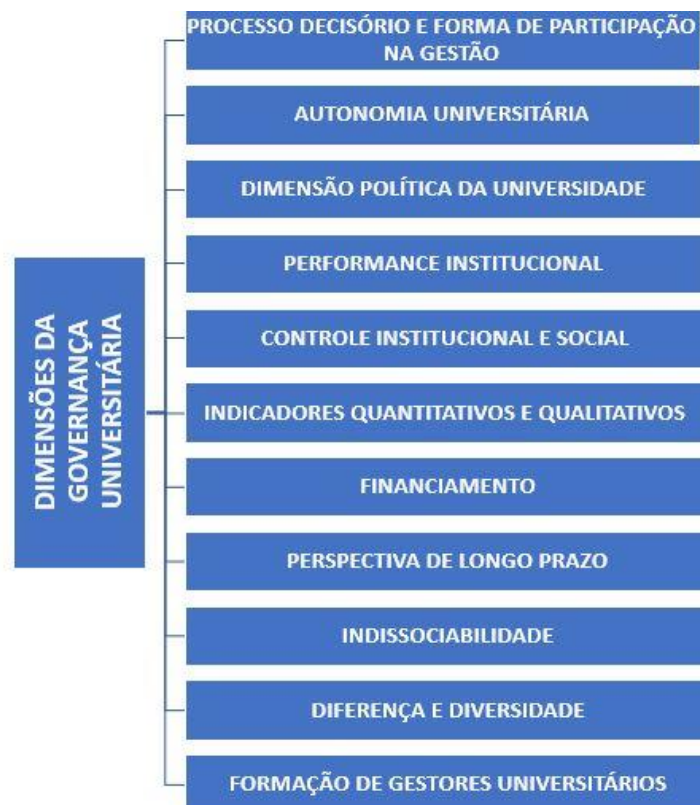 PROCESSO DECISÓRIO E FORMA DE PARTICIPAÇÃO
NA GESTÃO
AUTONOMIA UNIVERSITÁRIA
DIMENSÃO POLÍTICA DA UNIVERSIDADE
PERFORMANCE INSTITUCIONAL
CONTROLE INSTITUCIONAL E SOCIAL
DIMENSÕES DA
GOVERNANÇA
UNIVERSITÁRIA
INDICADORES QUANTITATIVOS E QUALITATIVOS
FINANCIAMENTO
PERSPECTIVA DE LONGO PRAZO
INDISSOCIABILIDADE
DIFERENÇA E DIVERSIDADE
FORMAÇÃO DE GESTORES UNIVERSITÁRIOS